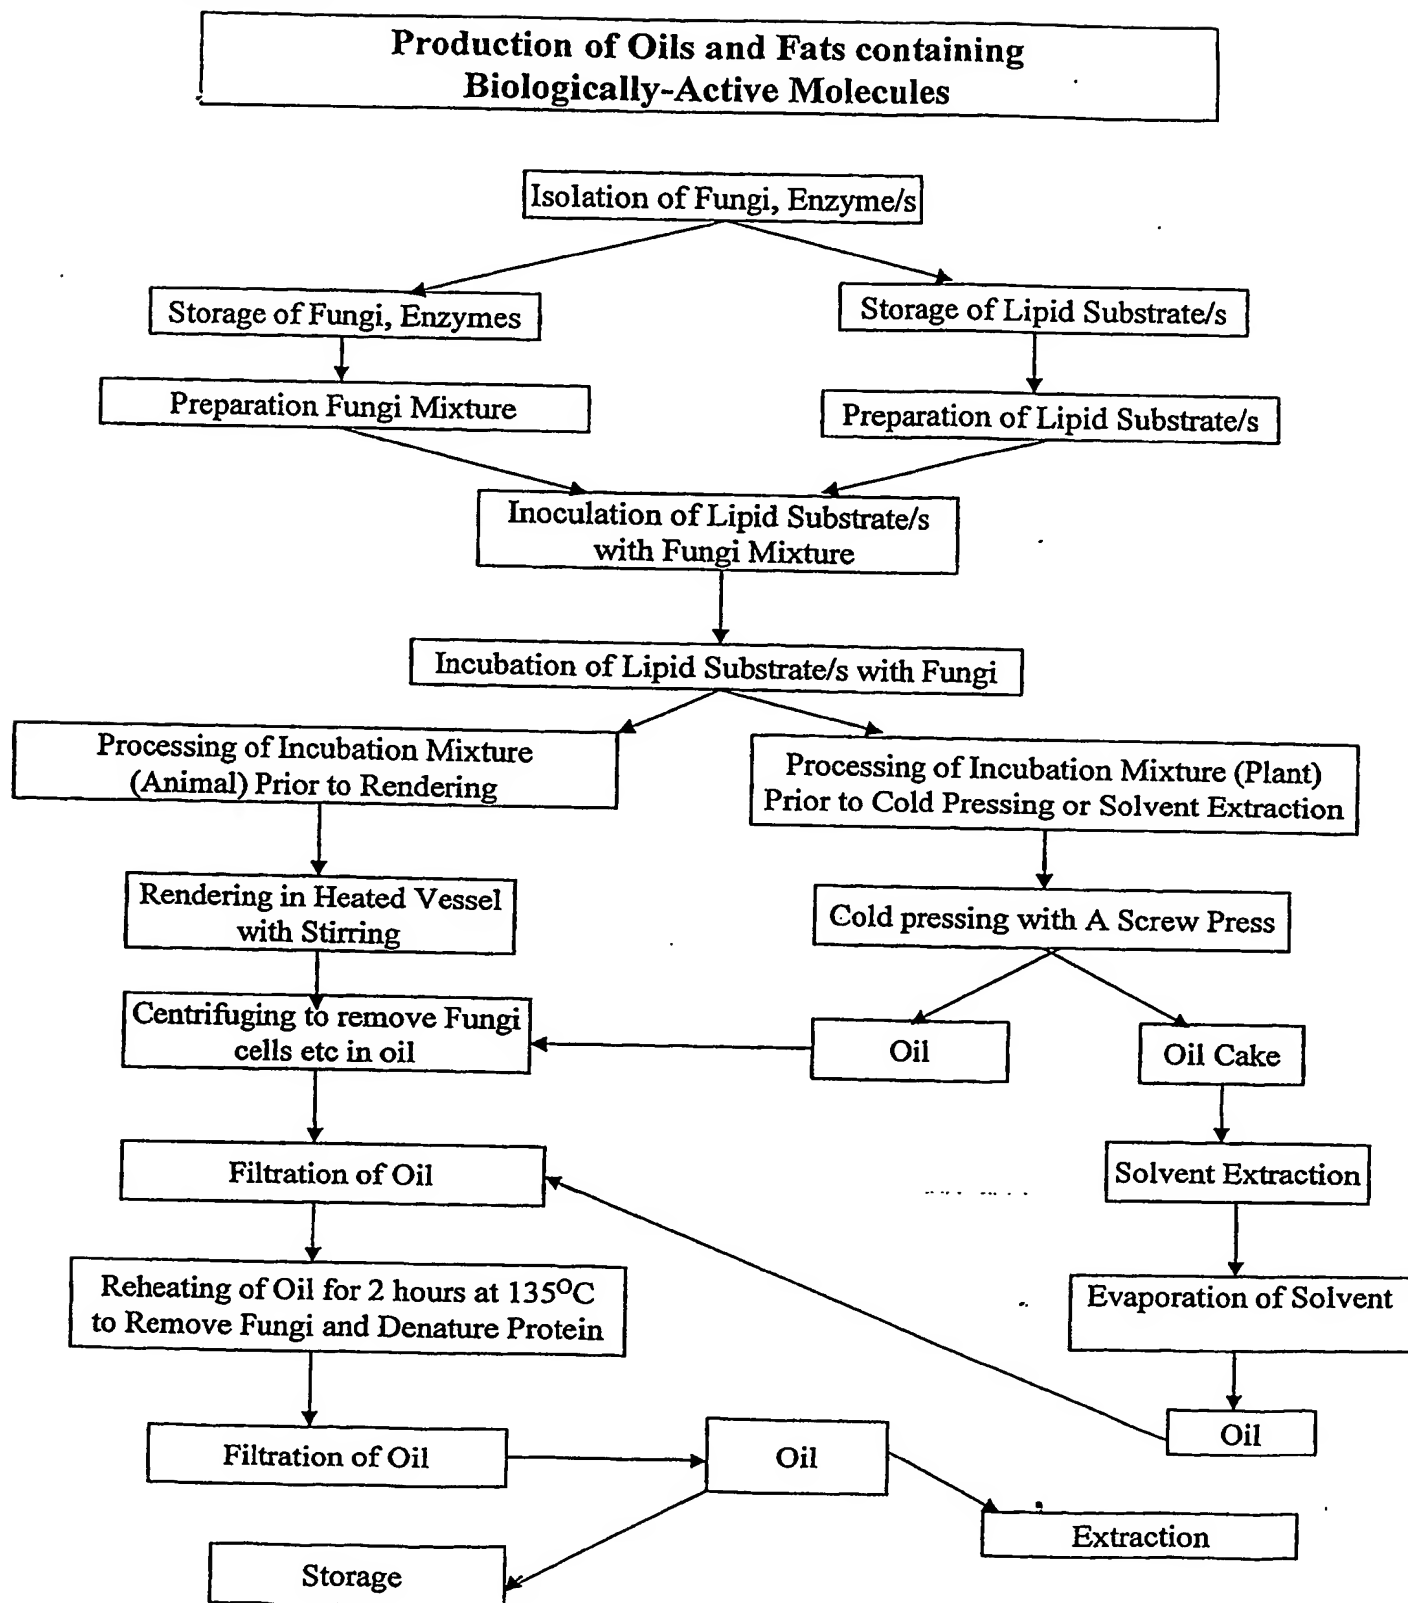 Production of Oils and Fats containing
Biologically-Active Molecules
Isolation of Fungi, Enzyme/s
Storage of Fungi, Enzymes
Storage of Lipid Substrate/s
Preparation Fungi Mixture
Preparation of Lipid Substrate/s
Inoculation of Lipid Substrate/s
with Fungi Mixture
Incubation of Lipid Substrate/s with Fungi
Processing of Incubation Mixture
(Animal) Prior to Rendering
Processing of Incubation Mixture (Plant)
Prior to Cold Pressing or Solvent Extraction
Rendering in Heated Vessel
with Stirring
Cold pressing with A Screw Press
Centrifuging to remove Fungi
cells etc in oil
Oil
Oil Cake
Filtration of Oil
Solvent Extraction
Reheating of Oil for 2 hours at 135°C
to Remove Fungi and Denature Protein
Evaporation of Solvent
Oil
Filtration of Oil
Oil
Extraction
Storage